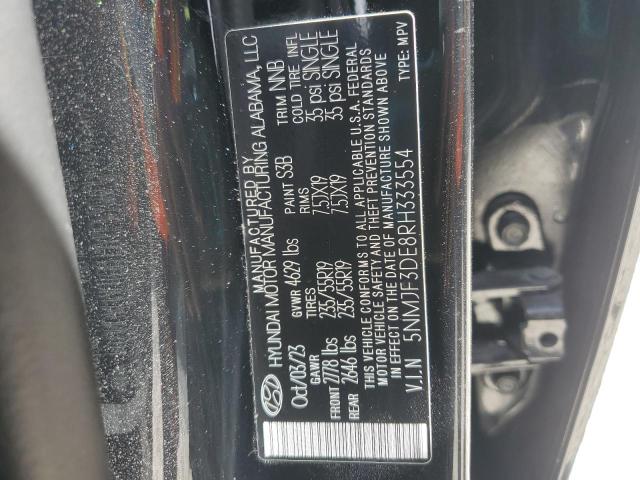 MANUFACTURED BY
HYUNDAI MOTOR MANUFACTURING ALABAMA, LLC
Oct/03/23 GVWR 4629 lbs PAINT S3B TRIM NNB
GAWR TIRES RIMS COLD TIRE INFL
FRONT 2778 lbs 235/55R19 7.5JX19 35 psi SINGLE
REAR 2646 lbs 235/55R19 7.5JX19 35 psi SINGLE
THIS VEHICLE CONFORMS TO ALL APPLICABLE U.S.A. FEDERAL
MOTOR VEHICLE SAFETY AND THEFT PREVENTION STANDARDS
IN EFFECT ON THE DATE OF MANUFACTURE SHOWN ABOVE
V.I.N 5NMJF3DE8RH333554 TYPE: MPV